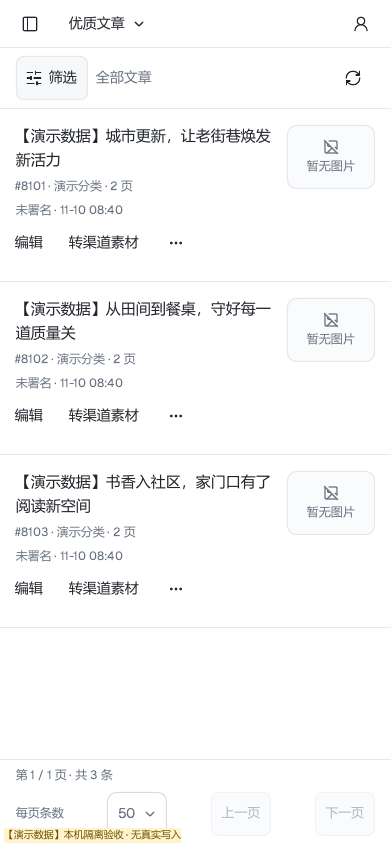 优质文章
筛选 全部文章
【演示数据】城市更新，让老街巷焕发
新活力
#8101 · 演示分类 · 2 页
未署名 · 11-10 08:40
编辑 转渠道素材 ···
暂无图片
【演示数据】从田间到餐桌，守好每一
道质量关
#8102 · 演示分类 · 2 页
未署名 · 11-10 08:40
编辑 转渠道素材 ···
暂无图片
【演示数据】书香入社区，家门口有了
阅读新空间
#8103 · 演示分类 · 2 页
未署名 · 11-10 08:40
编辑 转渠道素材 ···
暂无图片
第 1 / 1 页 · 共 3 条
每页条数 50 上一页 下一页
【演示数据】本机隔离验收 · 无真实写入